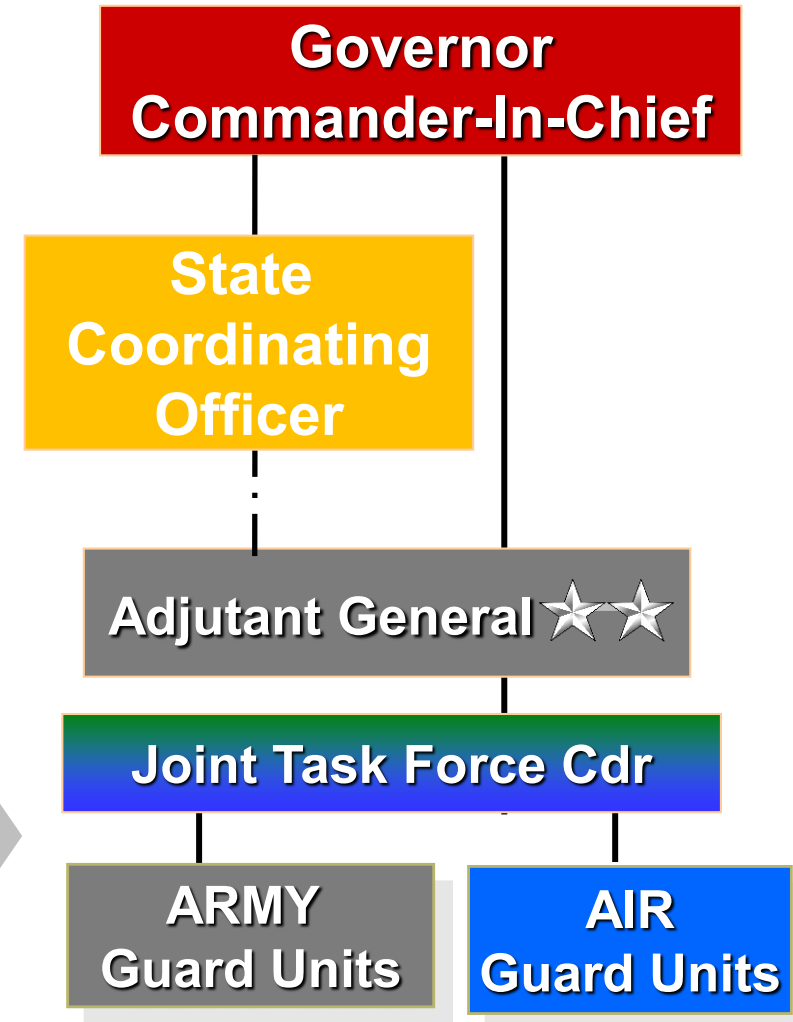 Governor
Commander-In-Chief
State
Coordinating
Officer
Adjutant General
Joint Task Force Cdr
ARMY
Guard Units
AIR
Guard Units